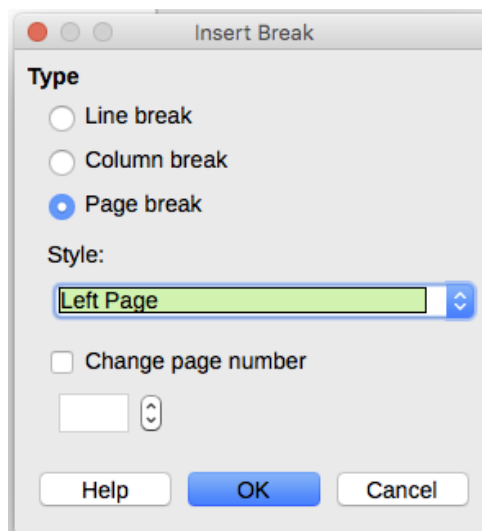 Insert Break
Type
Line break
Column break
Page break
Style:
Left Page
Change page number
Help OK Cancel